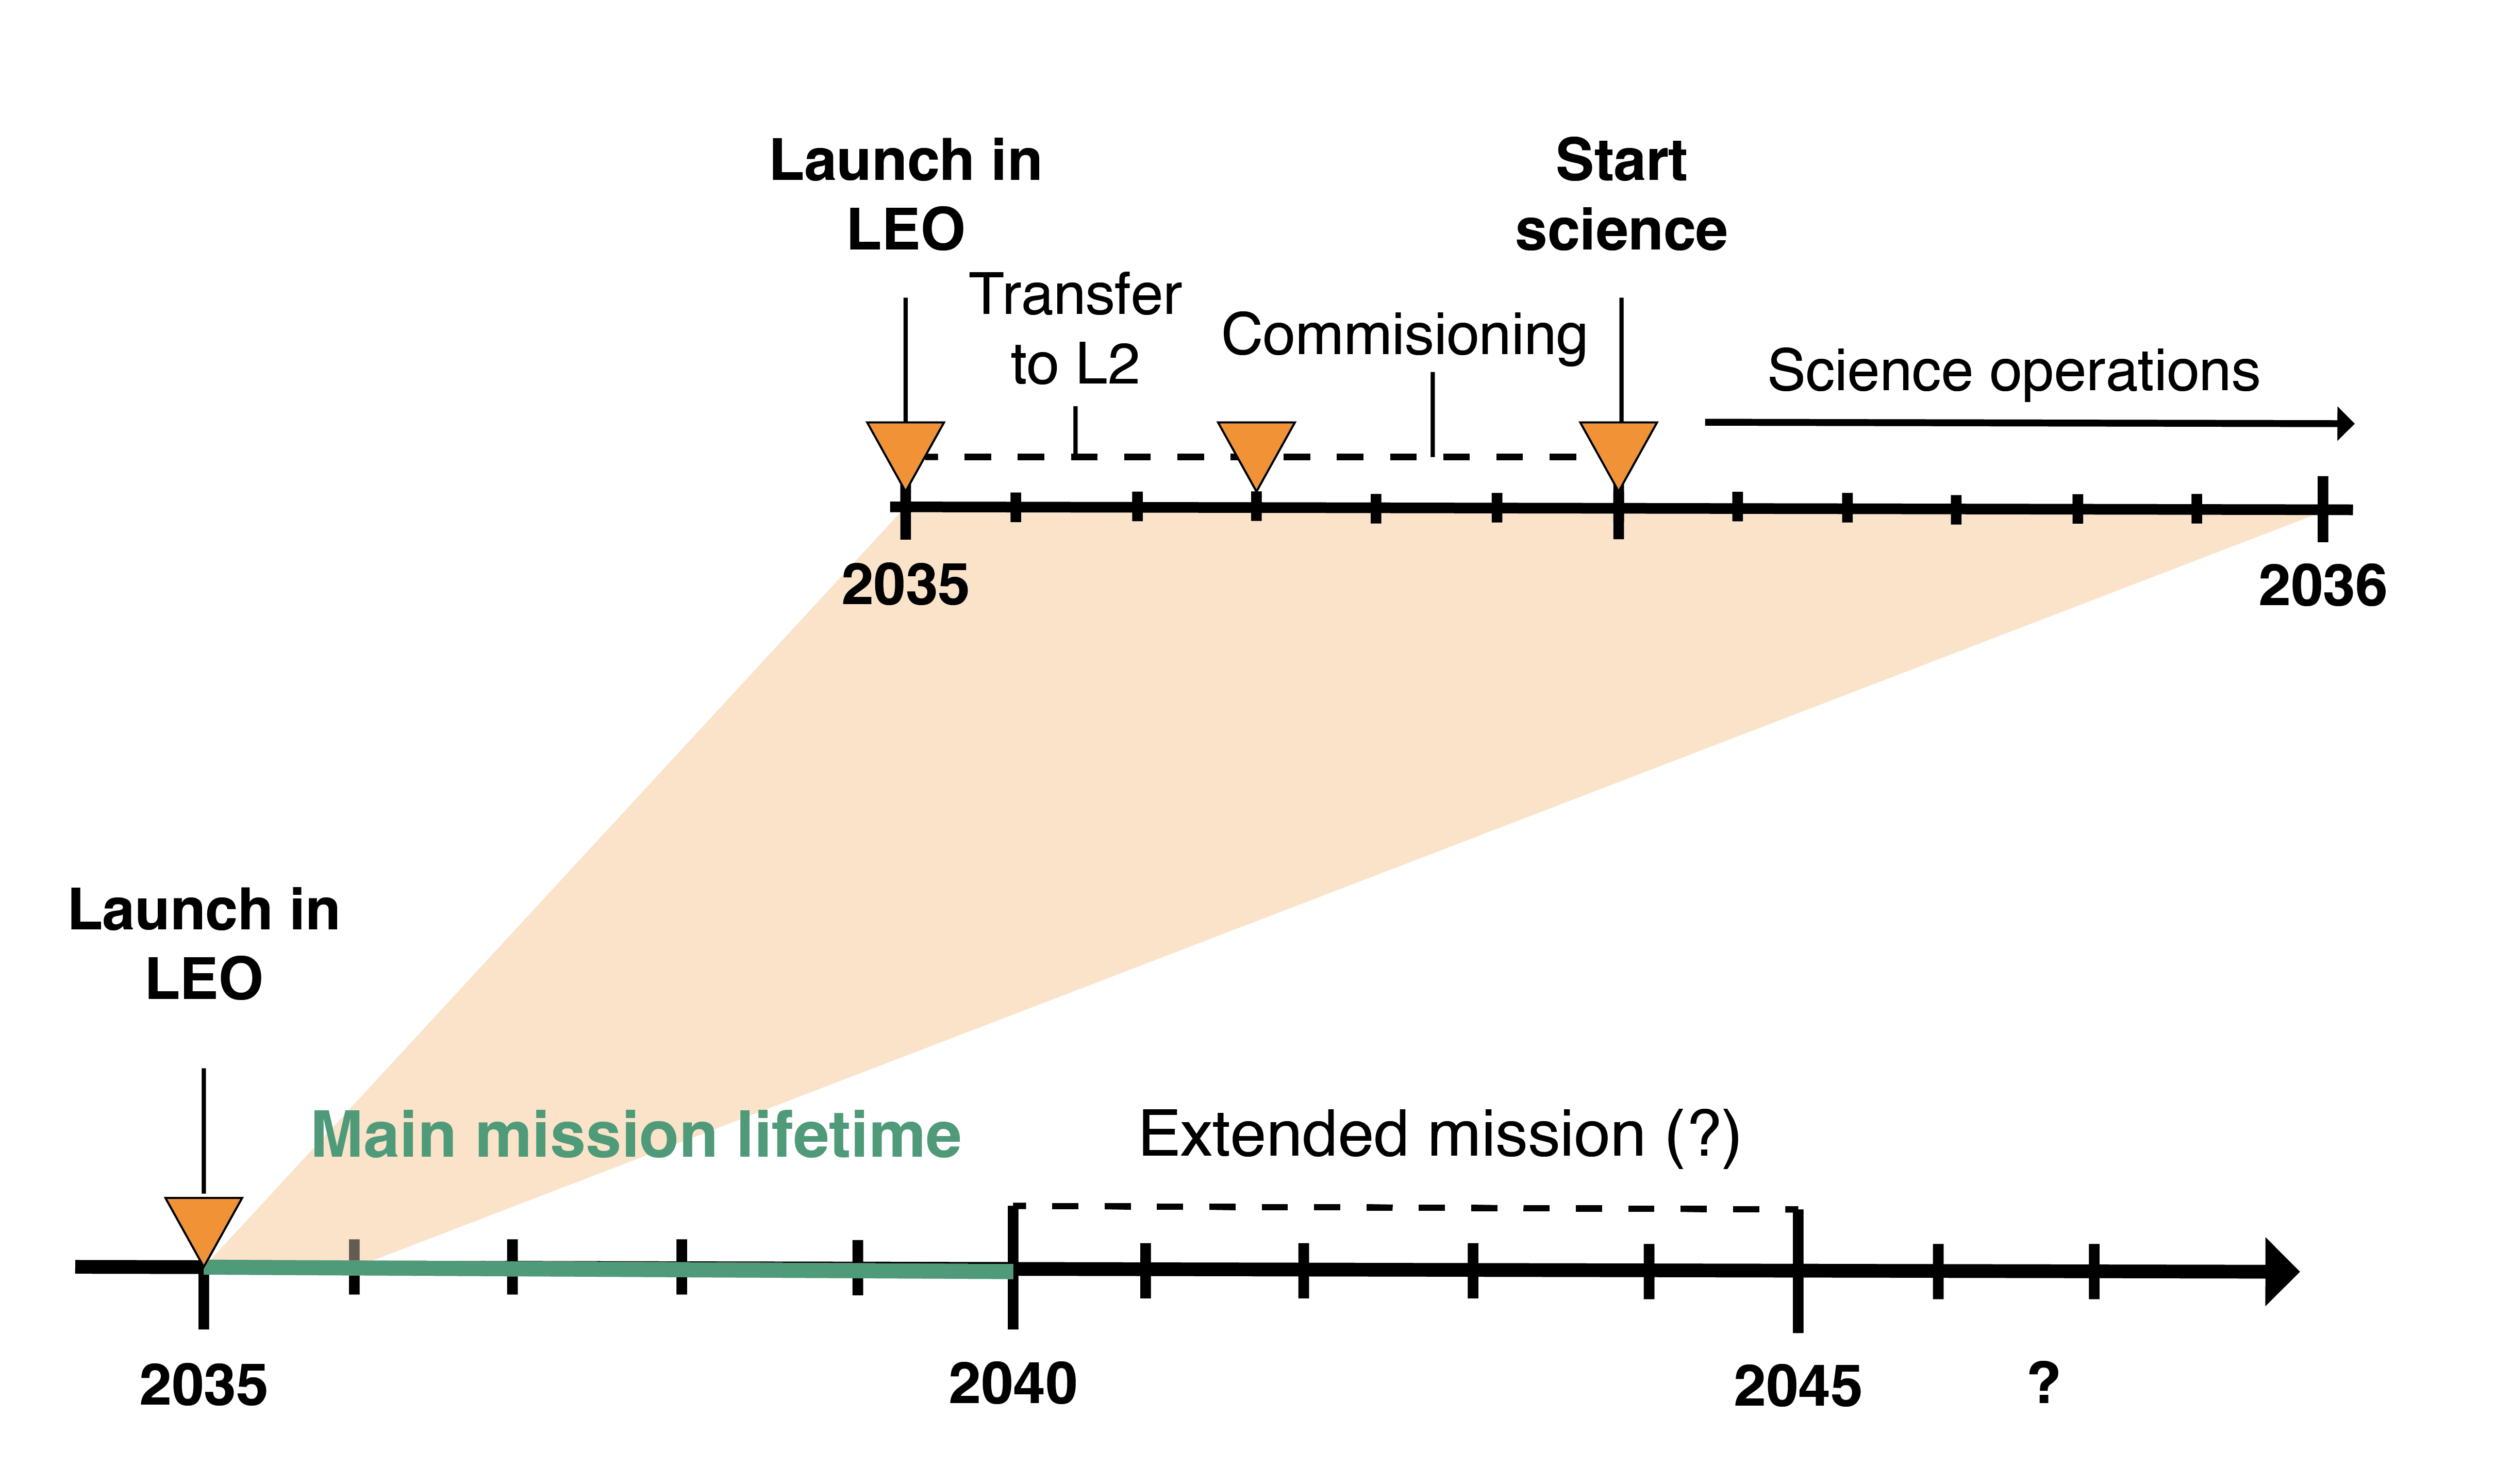 Launch in
LEO
Start
science
Transfer
to L2
Commisioning
Science operations
2035
2036
Launch in
LEO
Main mission lifetime
Extended mission (?)
2035
2040
2045
?